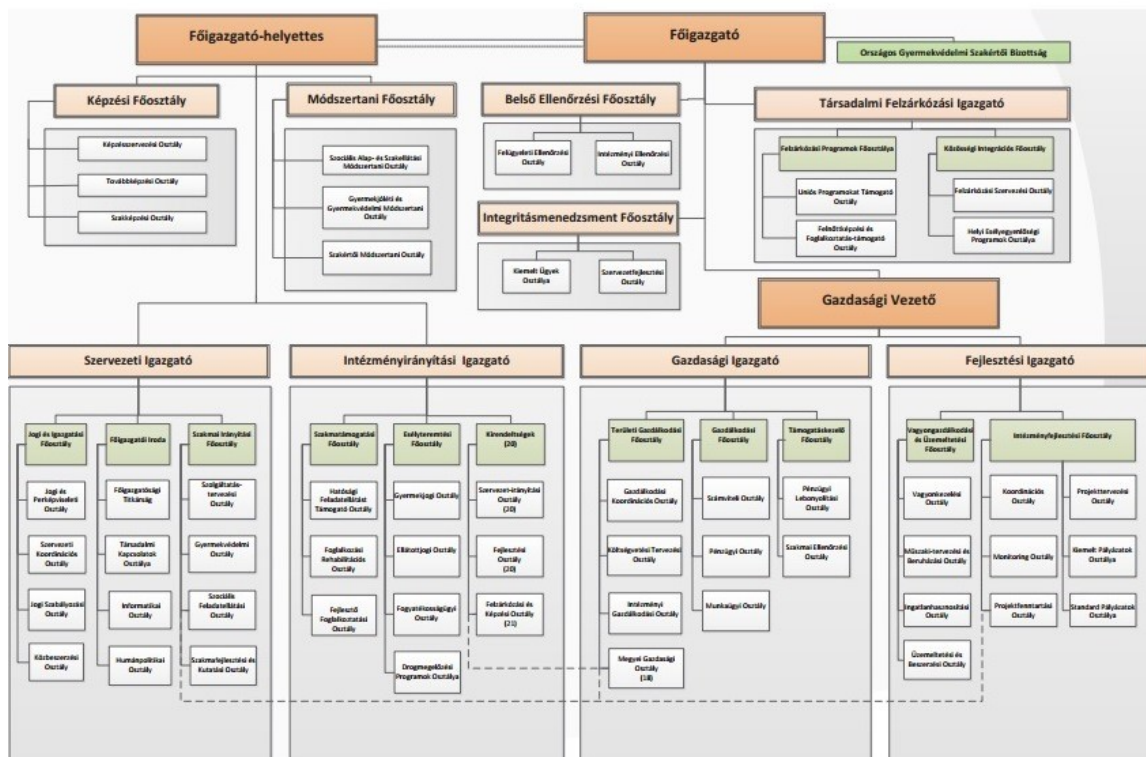 Főigazgató-helyettes
Főigazgató
Országos Gyermekvédelmi Szakértői Bizottság
Képzési Főosztály
Módszertani Főosztály
Belső Ellenőrzési Főosztály
Társadalmi Felzárkózási Igazgató
Képzésszervezési Osztály
Továbbképzési Osztály
Szakképzési Osztály
Szociális Alap- és Szakellátási
Módszertani Osztály
Gyermekjóléti és
Gyermekvédelmi Módszertani
Osztály
Szakértői Módszertani Osztály
Felügyeleti Ellenőrzési
Osztály
Intézményi Ellenőrzési
Osztály
Integritásmenedzsment Főosztály
Kiemelt Ügyek
Osztálya
Szervezetfejlesztési
Osztály
Felzárkózási Programok Főosztálya
Uniós Programokat Támogató
Osztály
Felnőttképzési és
Foglalkoztatás-támogató
Osztály
Közösségi Integrációs Főosztály
Felzárkózási Szervezési Osztály
Helyi Esélyegyenlőségi
Programok Osztálya
Gazdasági Vezető
Szervezeti Igazgató
Intézményirányítási Igazgató
Gazdasági Igazgató
Fejlesztési Igazgató
Jogi és Igazgatási
Főosztály
Jogi és
Perképviseleti
Osztály
Szervezeti
Koordinációs Osztály
Jogi Szabályozási
Osztály
Közbeszerzési
Osztály
Főigazgatói Iroda
Főigazgatósági
Titkárság
Társadalmi
Kapcsolatok
Osztálya
Informatikai
Osztály
Humánpolitikai Osztály
Szakmai Irányítási
Főosztály
Szolgáltatás-
tervezési
Osztály
Gyermekvédelmi
Osztály
Szociális
Feladatellátási
Osztály
Szakmafejlesztési és
Kutatási Osztály
Szakmatámogatási
Főosztály
Hatósági
Feladatellátást
Támogató Osztály
Foglalkozási
Rehabilitációs
Osztály
Fejlesztő
Foglalkoztatási
Osztály
Esélyteremtési
Főosztály
Gyermekjogi Osztály
Ellátottjogi Osztály
Fogyatékosságügyi
Osztály
Drogmegelőzési
Programok Osztálya
Kirendeltségek
(20)
Szervezet-irányítási
Osztály
(20)
Fejlesztési Osztály
(20)
Felzárkózási és
Képzési Osztály
(21)
Területi Gazdálkodási
Főosztály
Gazdálkodási
Koordinációs Osztály
Költségvetési Tervezési
Osztály
Intézményi
Gazdálkodási Osztály
Megyei Gazdasági
Osztály
(18)
Gazdálkodási
Főosztály
Számviteli Osztály
Pénzügyi Osztály
Munkaügyi Osztály
Támogatáskezelő
Főosztály
Pénzügyi
Lebonyolítási
Osztály
Szakmai Ellenőrzési
Osztály
Vagyongazdálkodási
és Üzemeltetési
Főosztály
Vagyonkezelési
Osztály
Műszaki-tervezési és
Beruházási Osztály
Ingatlanhasznosítási
Osztály
Üzemeltetési és
Beszerzési Osztály
Intézményfejlesztési Főosztály
Koordinációs
Osztály
Monitoring Osztály
Projektfenntartási
Osztály
Projekttervezési
Osztály
Kiemelt Pályázatok
Osztálya
Standard Pályázatok
Osztálya